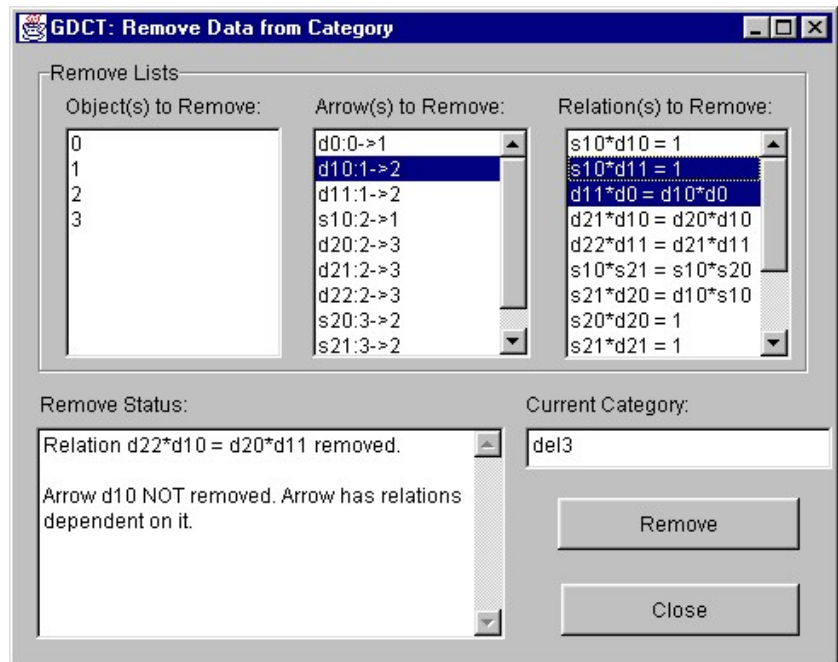 GDCT: Remove Data from Category
Remove Lists
Object(s) to Remove:
0
1
2
3
Arrow(s) to Remove:
d0:0->1
d10:1->2
d11:1->2
s10:2->1
d20:2->3
d21:2->3
d22:2->3
s20:3->2
s21:3->2
Relation(s) to Remove:
s10*d10 = 1
s10*d11 = 1
d11*d0 = d10*d0
d21*d10 = d20*d10
d22*d11 = d21*d11
s10*s21 = s10*s20
s21*d20 = d10*s10
s20*d20 = 1
s21*d21 = 1
Remove Status:
Relation d22*d10 = d20*d11 removed.
Arrow d10 NOT removed. Arrow has relations
dependent on it.
Current Category:
del3
Remove
Close